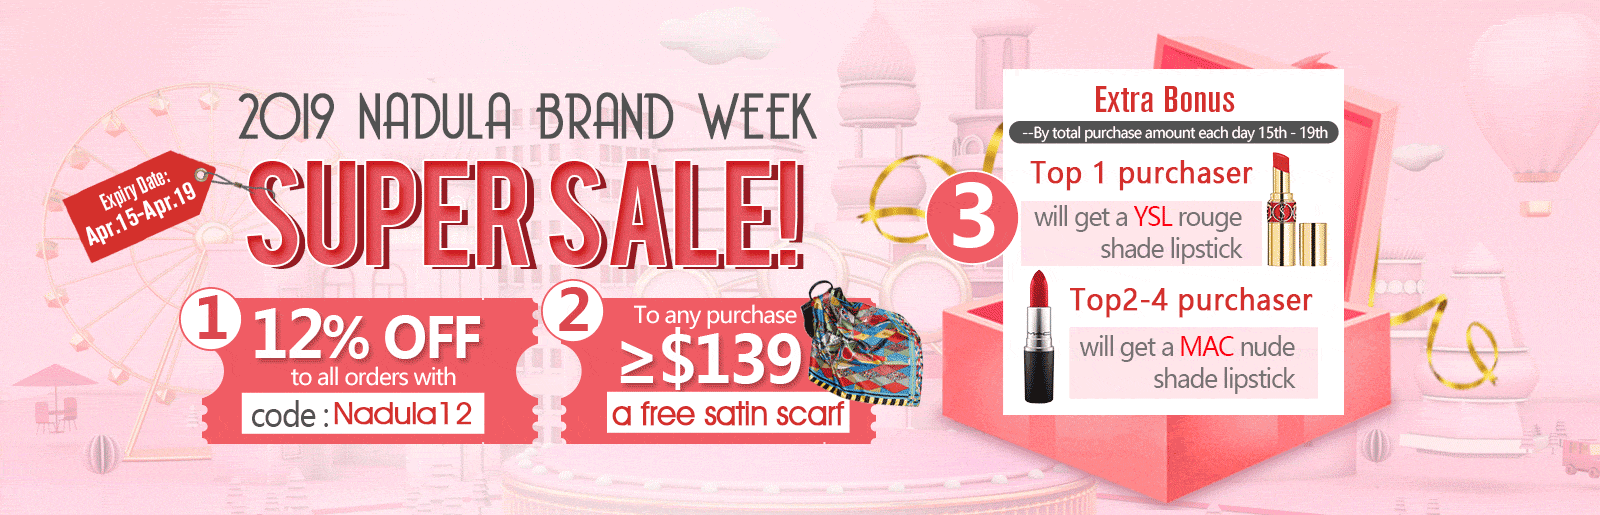 2019 NADULA BRAND WEEK
SUPER SALE!
Expiry Date:
Apr.15-Apr.19
1
12% OFF
to all orders with
code : Nadula12
2
To any purchase
≥$139
a free satin scarf
3
Extra Bonus
--By total purchase amount each day 15th - 19th
Top 1 purchaser
will get a YSL rouge
shade lipstick
Top2-4 purchaser
will get a MAC nude
shade lipstick